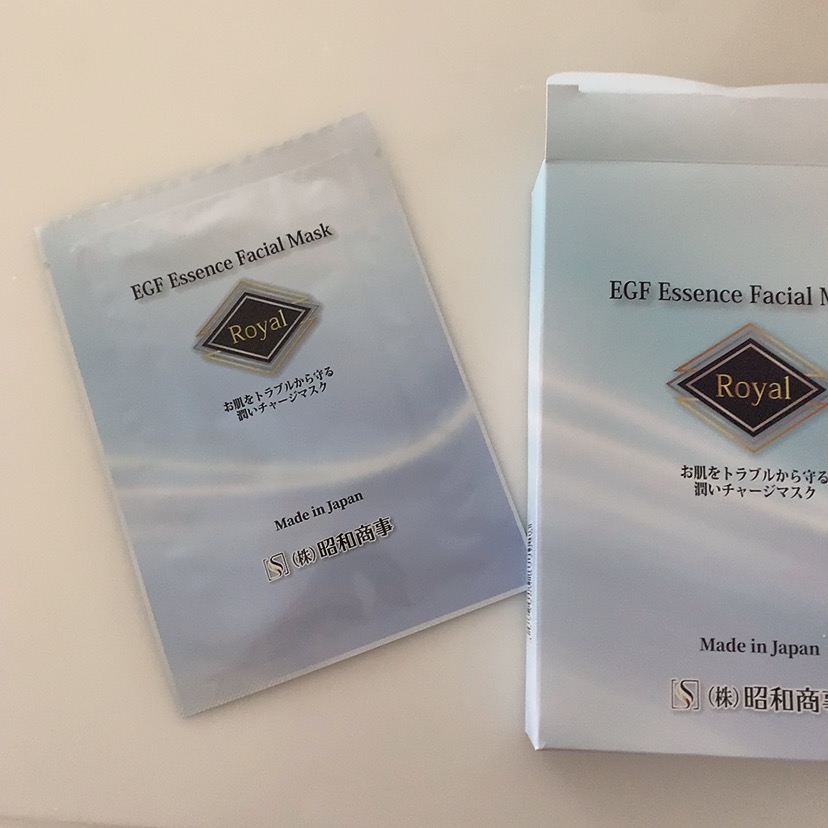 EGF Essence Facial Mask
Royal
お肌をトラブルから守る
潤いチャージマスク
Made in Japan
S (株)昭和商事
EGF Essence Facial M
Royal
お肌をトラブルから守る
潤いチャージマスク
Made in Japan
S (株)昭和商事